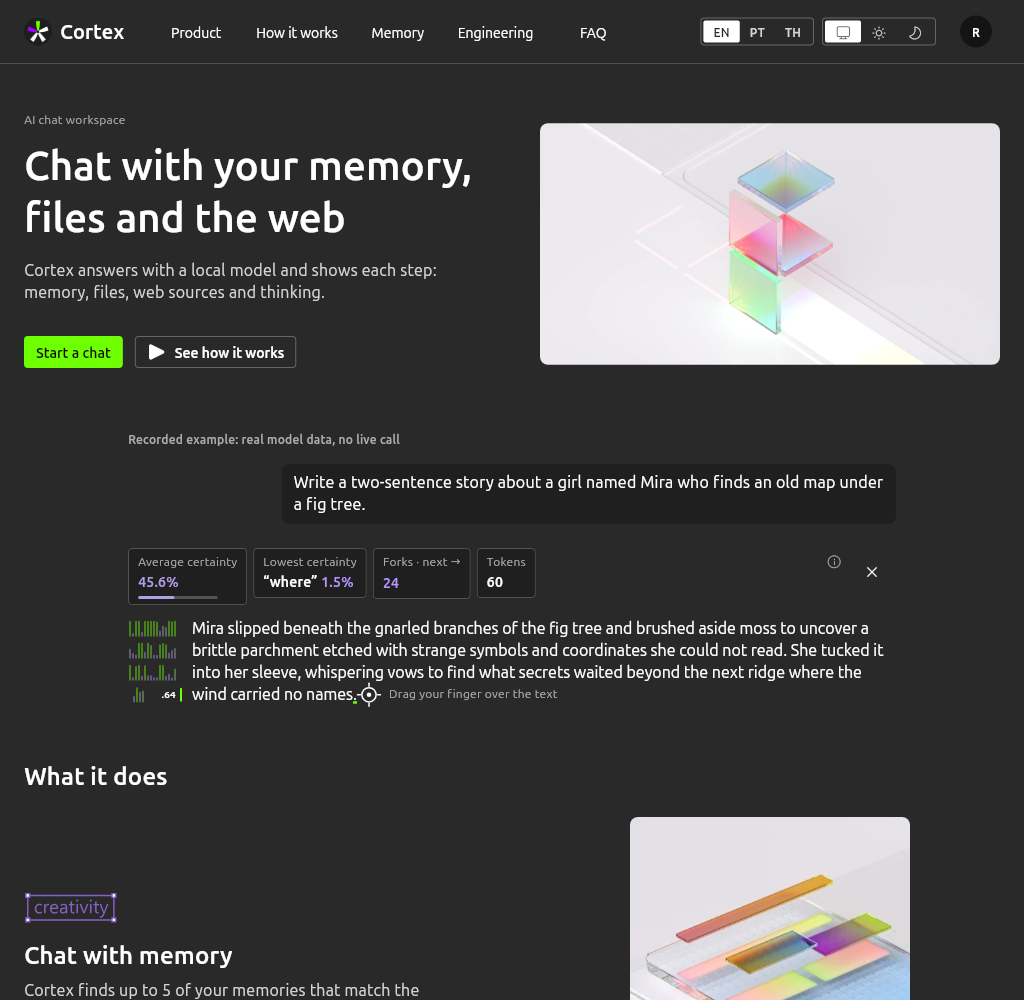 Cortex
Product
How it works
Memory
Engineering
FAQ
EN
PT
TH
R
AI chat workspace
Chat with your memory,
files and the web
Cortex answers with a local model and shows each step:
memory, files, web sources and thinking.
Start a chat
See how it works
Recorded example: real model data, no live call
Write a two-sentence story about a girl named Mira who finds an old map under
a fig tree.
Average certainty
45.6%
Lowest certainty
“where” 1.5%
Forks · next →
24
Tokens
60
Mira slipped beneath the gnarled branches of the fig tree and brushed aside moss to uncover a
brittle parchment etched with strange symbols and coordinates she could not read. She tucked it
into her sleeve, whispering vows to find what secrets waited beyond the next ridge where the
.64 wind carried no names. Drag your finger over the text
What it does
creativity
Chat with memory
Cortex finds up to 5 of your memories that match the